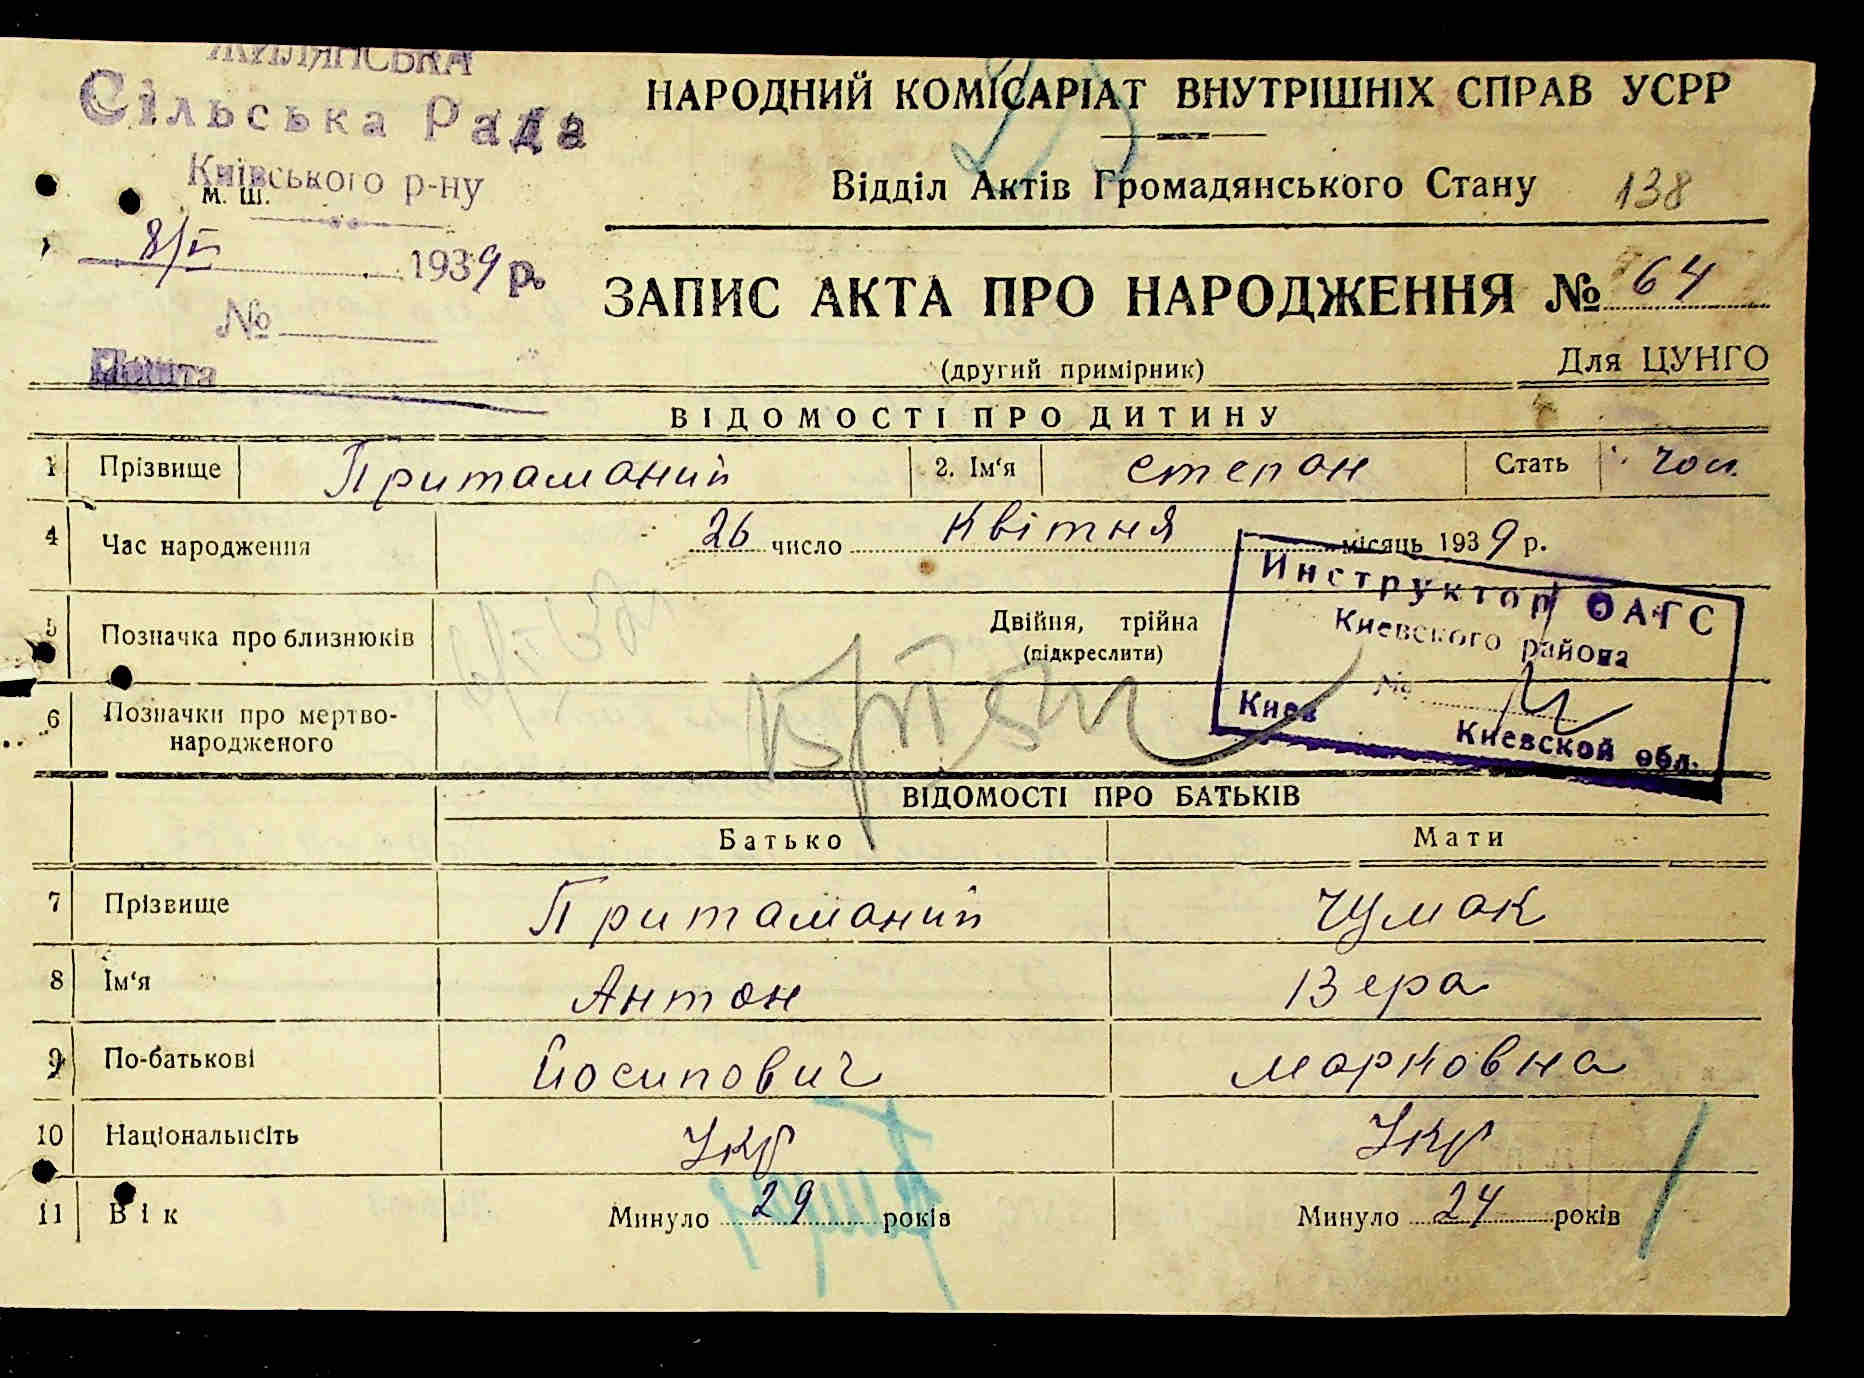 ЖИЛЯНСЬКА
Сільська Рада
Київського р-ну
м. ш.
8/V 1939 р.
№
Пошта
НАРОДНИЙ КОМІСАРІАТ ВНУТРІШНІХ СПРАВ УСРР
Відділ Актів Громадянського Стану 138
ЗАПИС АКТА ПРО НАРОДЖЕННЯ № 64
(другий примірник) Для ЦУНГО
ВІДОМОСТІ ПРО ДИТИНУ
1 Прізвище Притаманий 2. Ім'я Степан Стать чол.
4 Час народження 26 число Квітня місяць 1939 р.
5 Позначка про близнюків Двійня, трійна
(підкреслити)
6 Позначки про мертво-
народженого
Инструктор ОАГС
Киевского района
№
Киев Киевской обл.
ВІДОМОСТІ ПРО БАТЬКІВ
Батько Мати
7 Прізвище Притаманий Чумак
8 Ім'я Антон Вера
9 По-батькові Йосипович Марковна
10 Національність Укр Укр
11 Вік Минуло 29 років Минуло 24 років